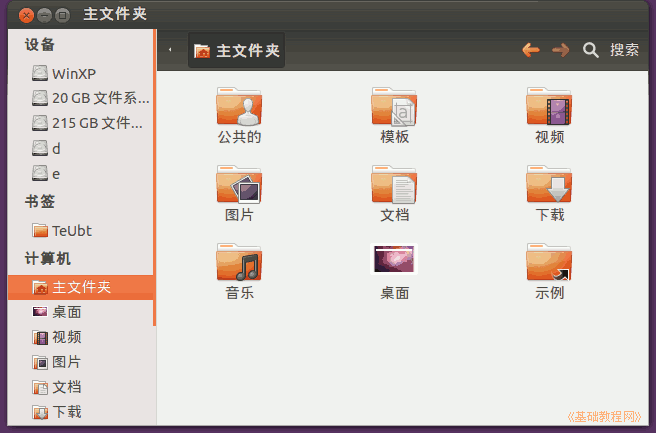 主文件夹
设备
WinXP
20 GB 文件系...
215 GB 文件...
d
e
书签
TeUbt
计算机
主文件夹
桌面
视频
图片
文档
下载
主文件夹
搜索
公共的
模板
视频
图片
文档
下载
音乐
桌面
示例
《基础教程网》